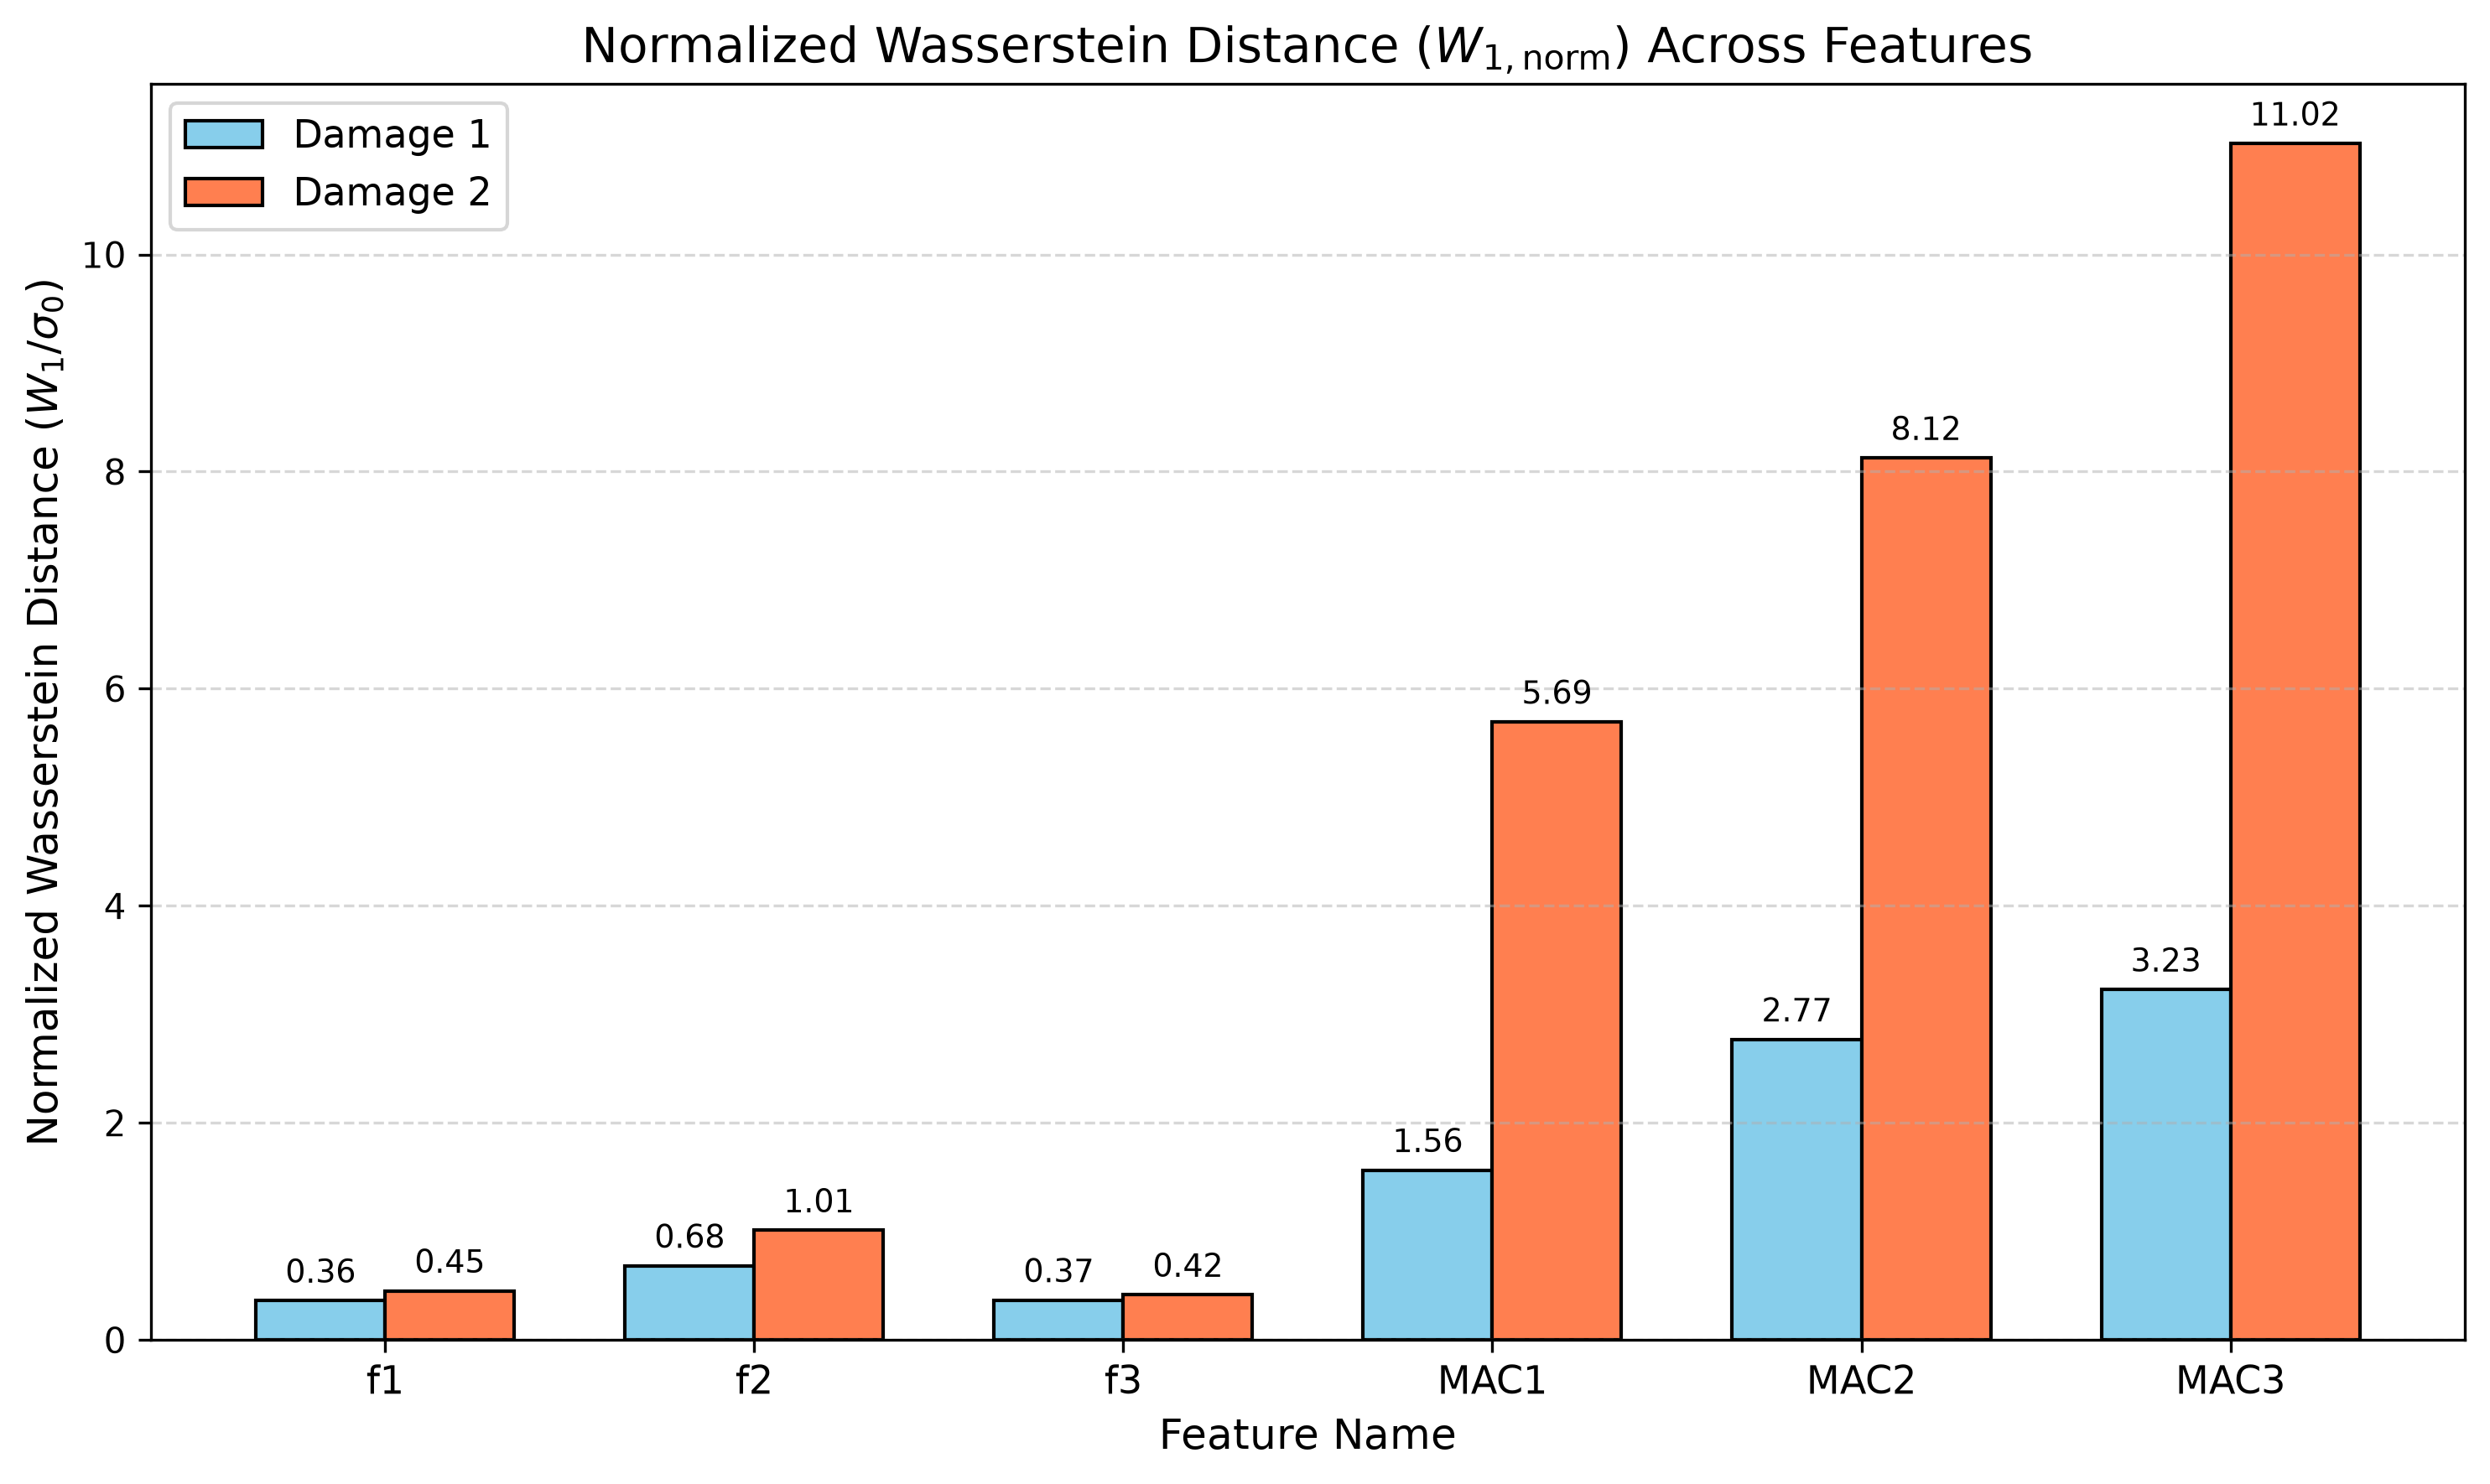 Normalized Wasserstein Distance (W₁,norm) Across Features
Damage 1
Damage 2
Normalized Wasserstein Distance (W₁/σ₀)
10
8
6
4
2
0
0.36
0.45
0.68
1.01
0.37
0.42
1.56
5.69
2.77
8.12
3.23
11.02
f1
f2
f3
MAC1
MAC2
MAC3
Feature Name